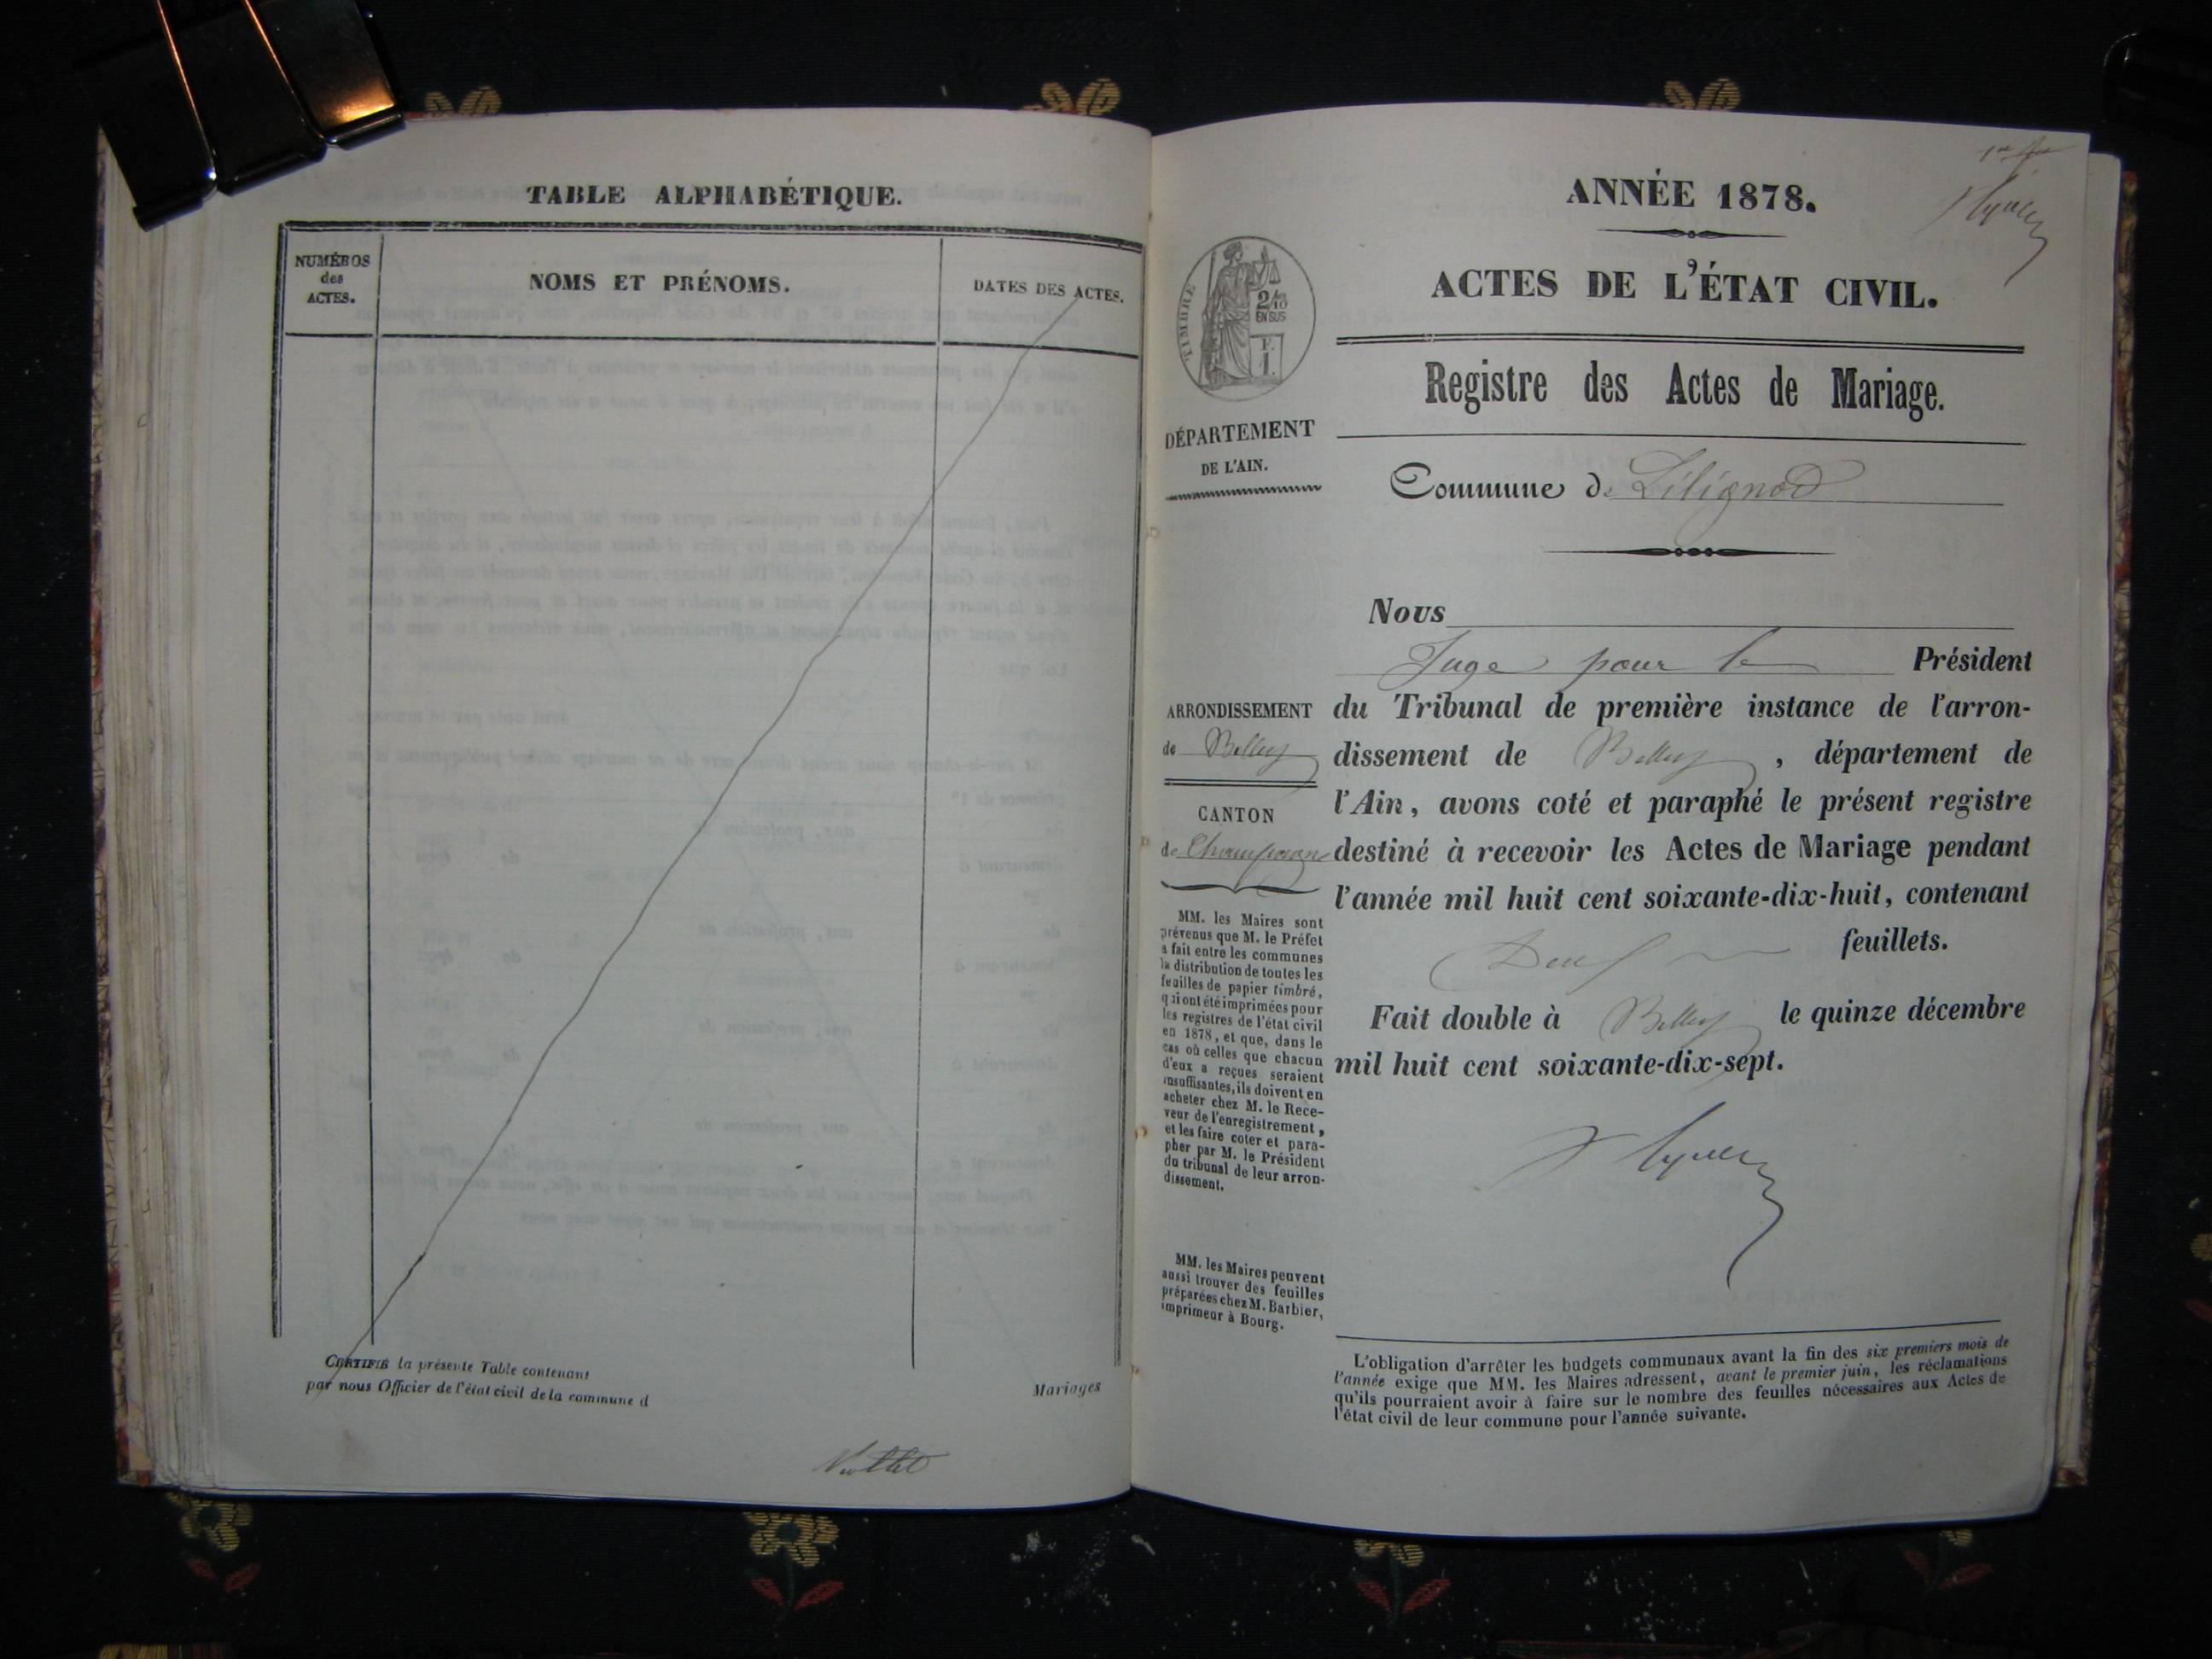 TABLE ALPHABÉTIQUE.
NUMÉROS
des
ACTES.
NOMS ET PRÉNOMS.
DATES DES ACTES.
CERTIFIÉ la présente Table contenant
par nous Officier de l'état civil de la commune d
Mariages
ANNÉE 1878.
ACTES DE L'ÉTAT CIVIL.
TIMBRE
2/10
EN SUS
F.
1.
Registre des Actes de Mariage.
DÉPARTEMENT
DE L'AIN.
Commune de Lilignod
Nous
Juge pour le Président
ARRONDISSEMENT
de Belley
CANTON
de Champagne
du Tribunal de première instance de l'arron-
dissement de Belley, département de
l'Ain, avons coté et paraphé le présent registre
destiné à recevoir les Actes de Mariage pendant
l'année mil huit cent soixante-dix-huit, contenant
Deux feuillets.
Fait double à Belley le quinze décembre
mil huit cent soixante-dix-sept.
MM. les Maires sont
prévenus que M. le Préfet
a fait entre les communes
la distribution de toutes les
feuilles de papier timbré,
qui ont été imprimées pour
les registres de l'état civil
en 1878, et que, dans le
cas où celles que chacun
d'eux a reçues seraient
insuffisantes, ils doivent en
acheter chez M. le Rece-
veur de l'enregistrement,
et les faire coter et para-
pher par M. le Président
du tribunal de leur arron-
dissement.
MM. les Maires peuvent
aussi trouver des feuilles
préparées chez M. Barbier,
imprimeur à Bourg.
L'obligation d'arrêter les budgets communaux avant la fin des six premiers mois de
l'année exige que MM. les Maires adressent, avant le premier juin, les réclamations
qu'ils pourraient avoir à faire sur le nombre des feuilles nécessaires aux Actes de
l'état civil de leur commune pour l'année suivante.